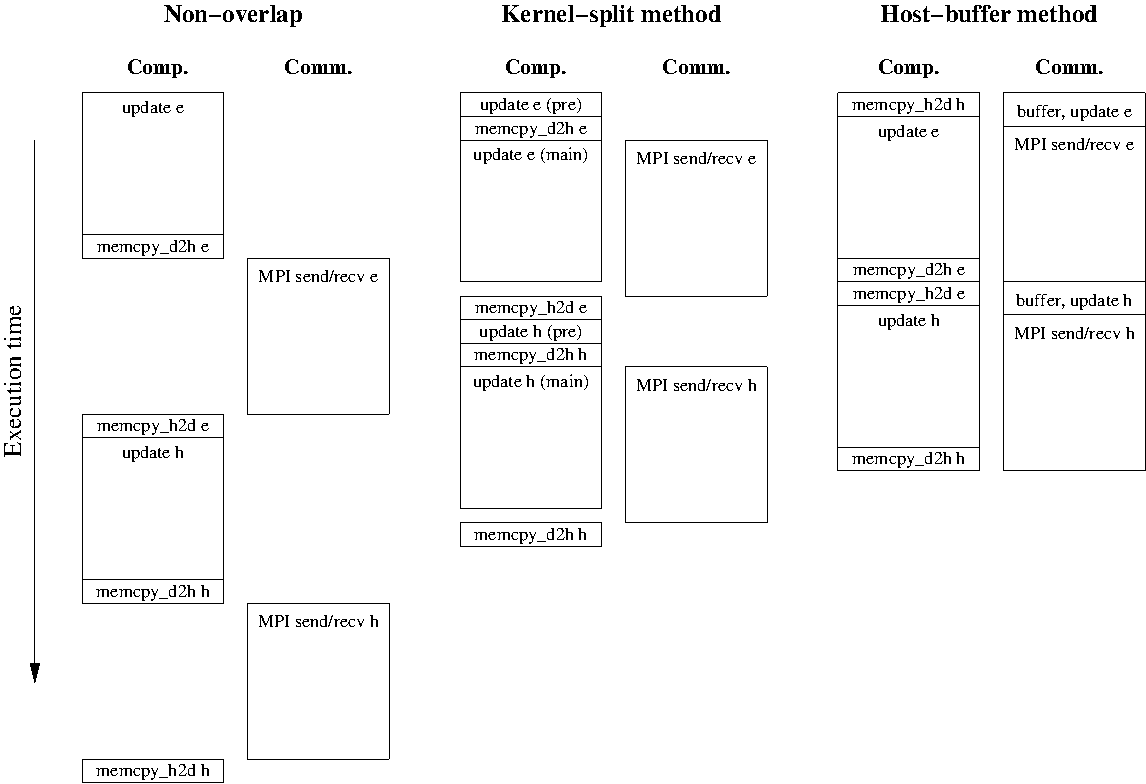 Non-overlap
Comp.
Comm.
update e
memcpy_d2h e
MPI send/recv e
memcpy_h2d e
update h
memcpy_d2h h
MPI send/recv h
memcpy_h2d h
Execution time
Kernel-split method
Comp.
Comm.
update e (pre)
memcpy_d2h e
update e (main)
MPI send/recv e
memcpy_h2d e
update h (pre)
memcpy_d2h h
update h (main)
MPI send/recv h
memcpy_d2h h
Host-buffer method
Comp.
Comm.
memcpy_h2d h
update e
memcpy_d2h e
memcpy_h2d e
update h
memcpy_d2h h
buffer, update e
MPI send/recv e
buffer, update h
MPI send/recv h